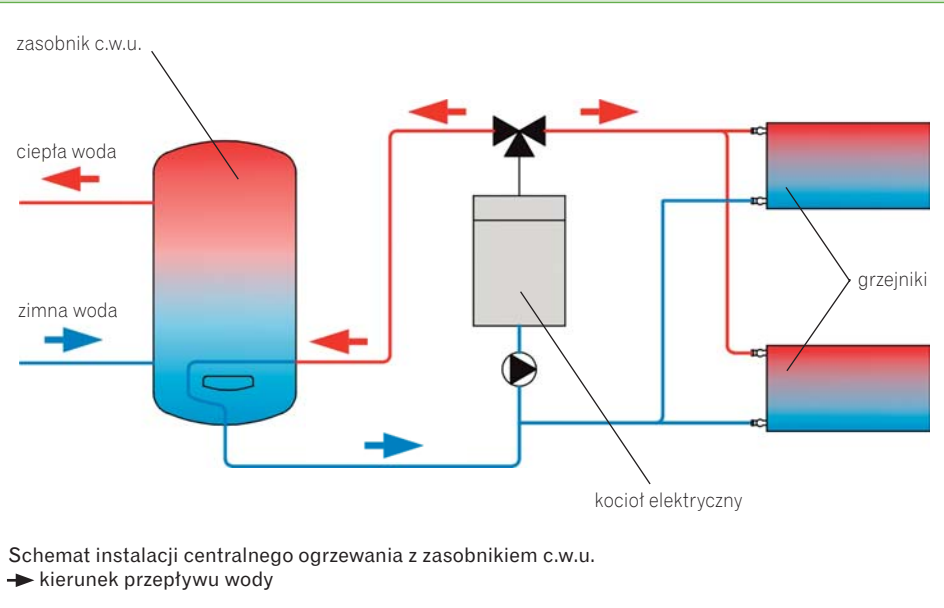 zasobnik c.w.u.
ciepła woda
zimna woda
grzejniki
kocioł elektryczny
Schemat instalacji centralnego ogrzewania z zasobnikiem c.w.u.
kierunek przepływu wody